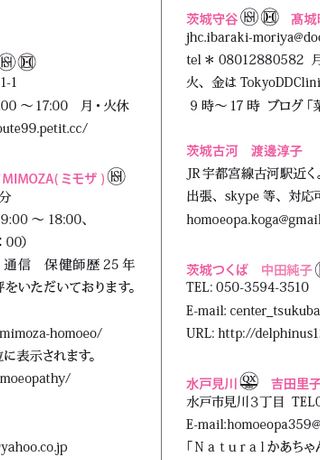 1-1
00 〜 17:00　月・火休
oute99.petit.cc/
MIMOZA( ミモザ )
分
9:00 〜 18:00、
: 00）
通信　保健師歴 25 年
評をいただいております。
mimoza-homoeo/
位に表示されます。
moeopathy/
yahoo.co.jp
茨城守谷　髙城
jhc.ibaraki-moriya@doc
tel＊08012880582　月
火、金は TokyoDDClini
9 時〜 17 時 ブログ「菜
茨城古河　渡邊淳子
JR 宇都宮線古河駅近く。
出張、skype 等、対応可
homoeopa.koga@gmail
茨城つくば　中田純子
TEL: 050-3594-3510
E-mail: center_tsukuba
URL: http://delphinus1
水戸見川 QX 吉田里子
水戸市見川3丁目 TEL0
E-mail:homoeopa359@
「Naturalかあちゃん